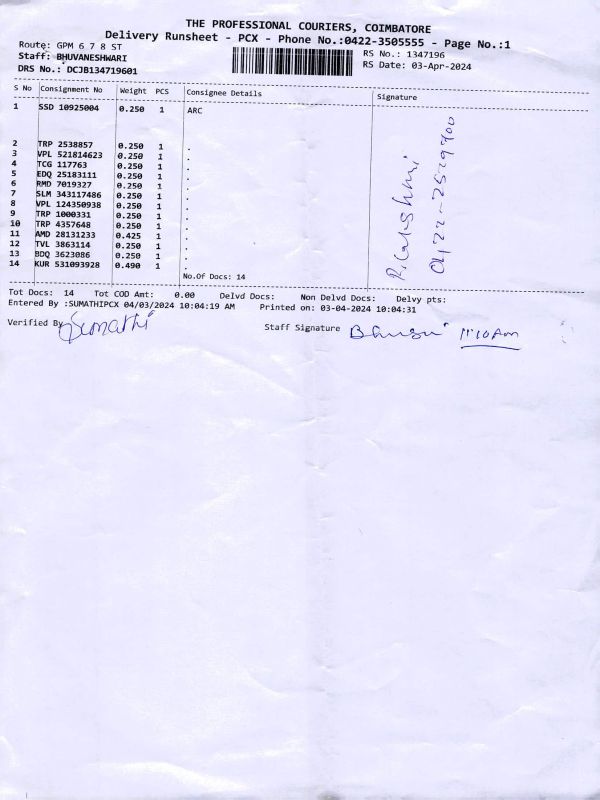 THE PROFESSIONAL COURIERS, COIMBATORE
Delivery Runsheet - PCX - Phone No.:0422-3505555 - Page No.:1
Route: GPM 6 7 8 ST
RS No.: 1347196
Staff: BHUVANESHWARI
RS Date: 03-Apr-2024
DRS No.: DCJB134719601
S No Consignment No Weight PCS Consignee Details Signature
1 SSD 10925004 0.250 1 ARC
2 TRP 2538857 0.250 1 .
3 VPL 521814623 0.250 1 .
4 TCG 117763 0.250 1 .
5 EDQ 25183111 0.250 1 .
6 RMD 7019327 0.250 1 .
7 SLM 343117486 0.250 1 .
8 VPL 124350938 0.250 1 .
9 TRP 1000331 0.250 1 .
10 TRP 4357648 0.250 1 .
11 AMD 28131233 0.425 1 .
12 TVL 3863114 0.250 1 .
13 BDQ 3623086 0.250 1 .
14 KUR 531093928 0.490 1 .
No.Of Docs: 14
Tot Docs: 14 Tot COD Amt: 0.00 Delvd Docs: Non Delvd Docs: Delvy pts:
Entered By :SUMATHIPCX 04/03/2024 10:04:19 AM Printed on: 03-04-2024 10:04:31
Verified By Sumathi Staff Signature 11:10 AM